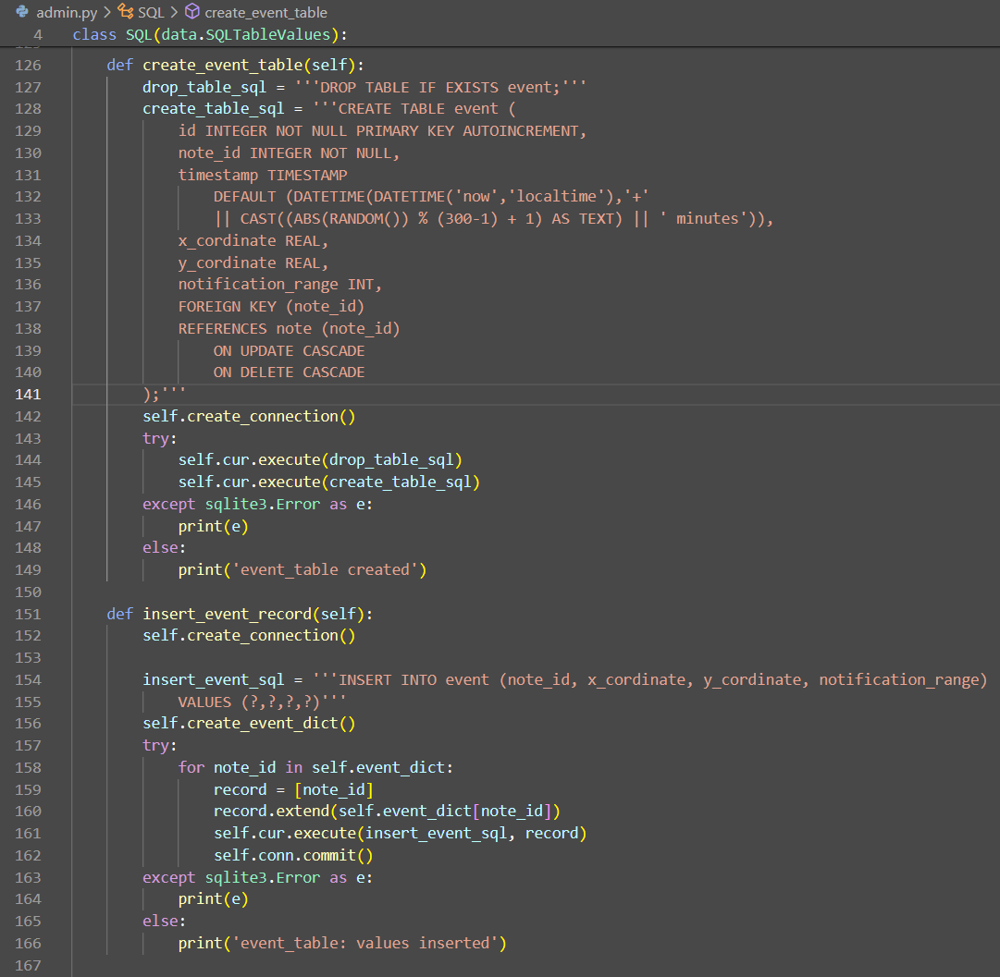 admin.py > SQL > create_event_table
4 class SQL(data.SQLTableValues):
126 def create_event_table(self):
127 drop_table_sql = '''DROP TABLE IF EXISTS event;'''
128 create_table_sql = '''CREATE TABLE event (
129 id INTEGER NOT NULL PRIMARY KEY AUTOINCREMENT,
130 note_id INTEGER NOT NULL,
131 timestamp TIMESTAMP
132 DEFAULT (DATETIME(DATETIME('now','localtime'),'+'
133 || CAST((ABS(RANDOM()) % (300-1) + 1) AS TEXT) || ' minutes')),
134 x_cordinate REAL,
135 y_cordinate REAL,
136 notification_range INT,
137 FOREIGN KEY (note_id)
138 REFERENCES note (note_id)
139 ON UPDATE CASCADE
140 ON DELETE CASCADE
141 );'''
142 self.create_connection()
143 try:
144 self.cur.execute(drop_table_sql)
145 self.cur.execute(create_table_sql)
146 except sqlite3.Error as e:
147 print(e)
148 else:
149 print('event_table created')
150
151 def insert_event_record(self):
152 self.create_connection()
153
154 insert_event_sql = '''INSERT INTO event (note_id, x_cordinate, y_cordinate, notification_range)
155 VALUES (?,?,?,?)'''
156 self.create_event_dict()
157 try:
158 for note_id in self.event_dict:
159 record = [note_id]
160 record.extend(self.event_dict[note_id])
161 self.cur.execute(insert_event_sql, record)
162 self.conn.commit()
163 except sqlite3.Error as e:
164 print(e)
165 else:
166 print('event_table: values inserted')
167